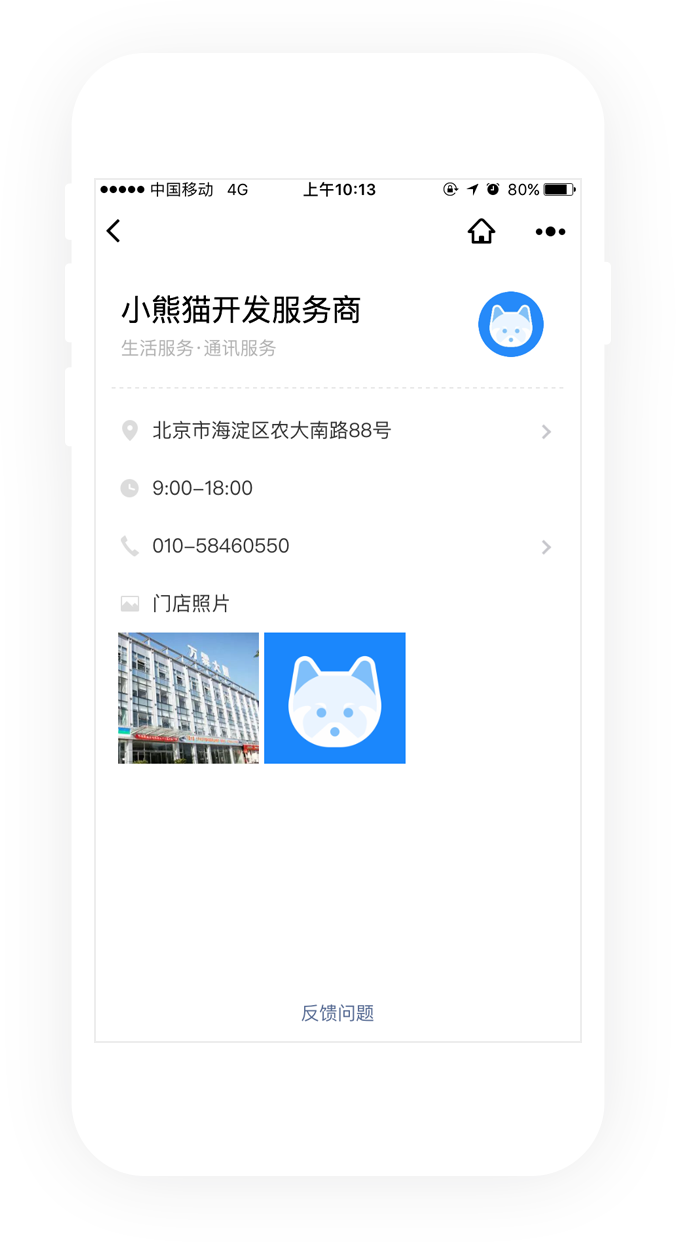 中国移动 4G 上午10:13 80%
小熊猫开发服务商
生活服务·通讯服务
北京市海淀区农大南路88号
9:00–18:00
010–58460550
门店照片
反馈问题